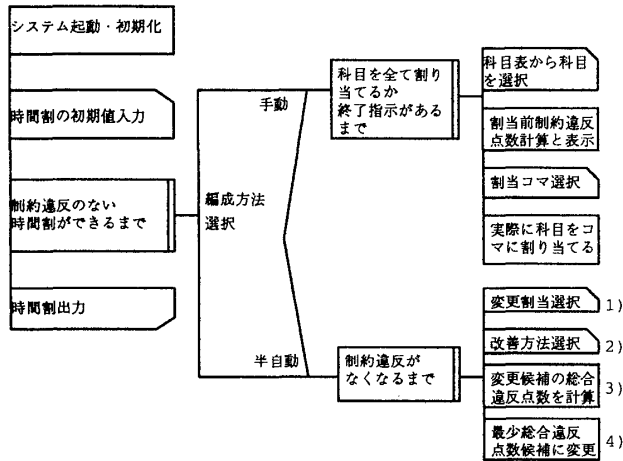 システム起動・初期化
時間割の初期値入力
制約違反のない
時間割ができるまで
時間割出力
編成方法
選択
手動
半自動
科目を全て割り
当てるか
終了指示がある
まで
科目表から科目
を選択
割当前制約違反
点数計算と表示
割当コマ選択
実際に科目をコ
マに割り当てる
制約違反が
なくなるまで
変更割当選択 1)
改善方法選択 2)
変更候補の総合
違反点数を計算 3)
最少総合違反
点数候補に変更 4)